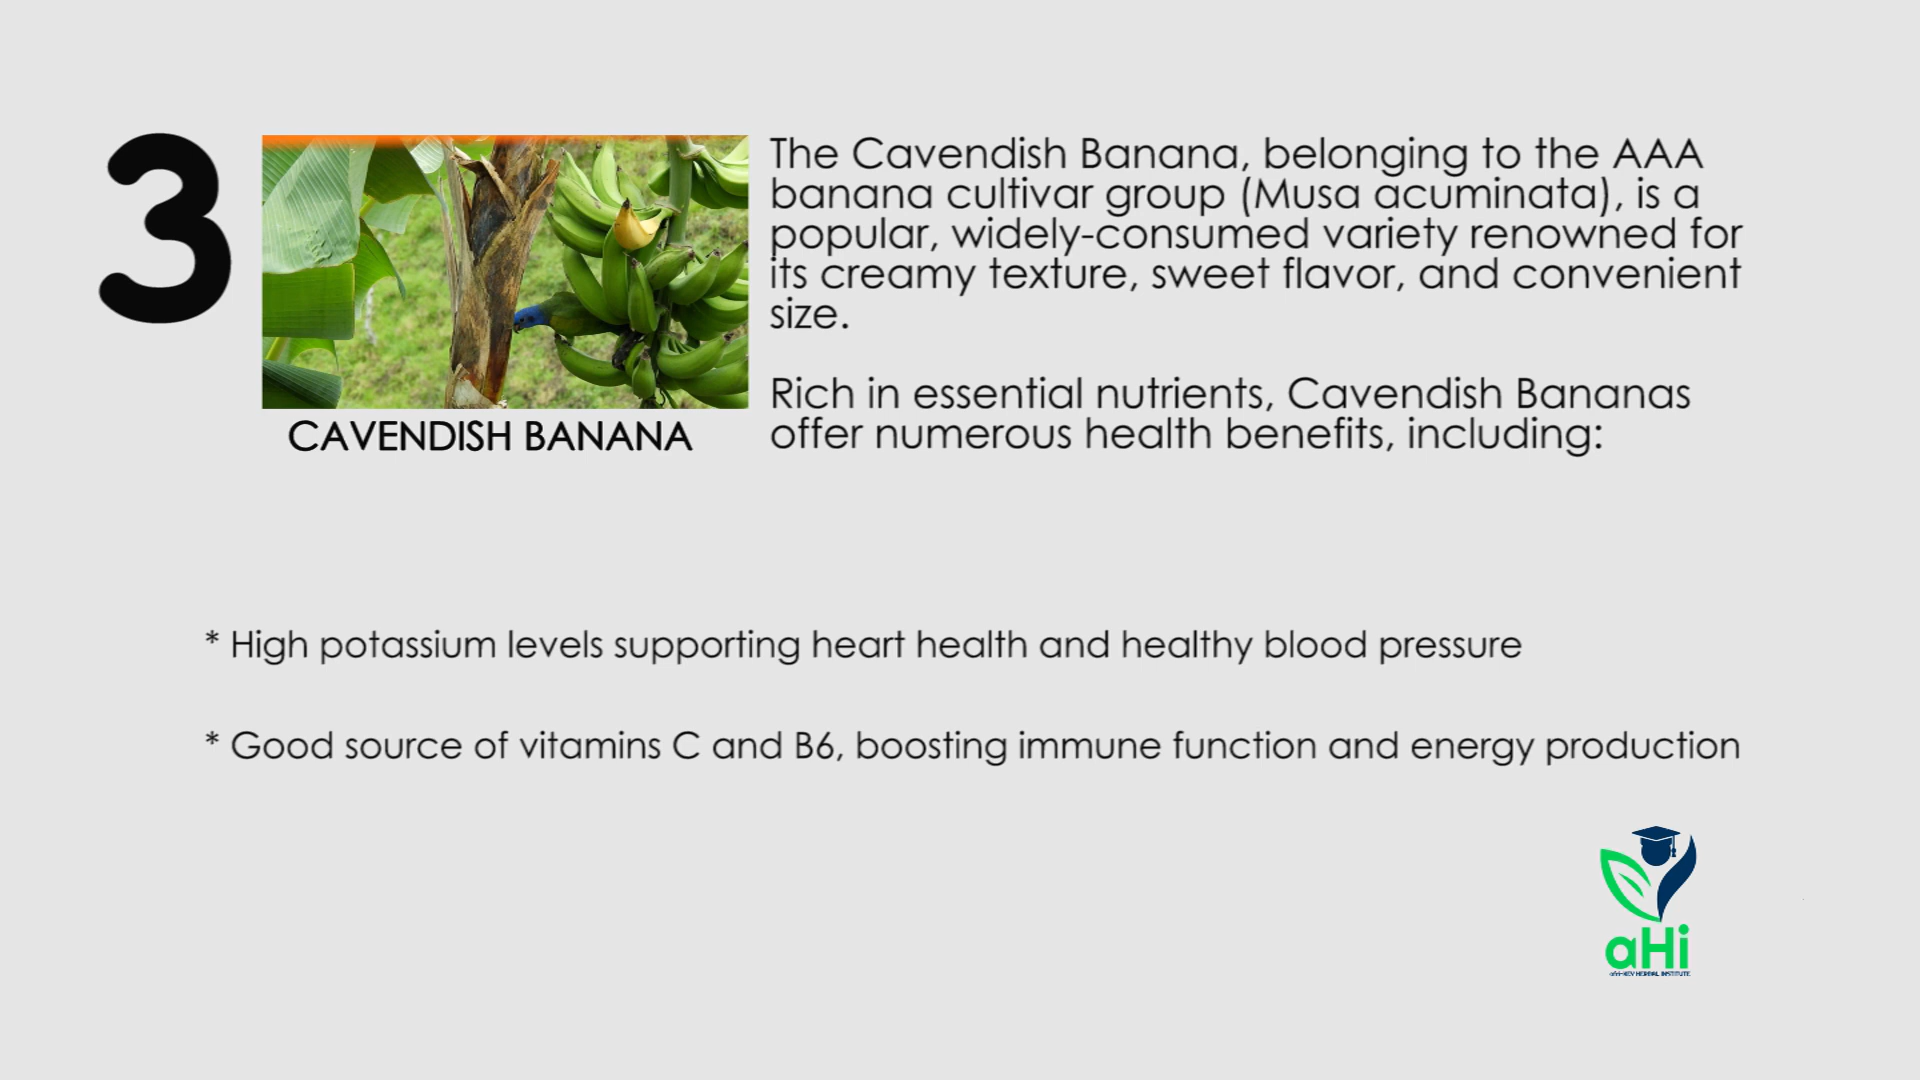 3
The Cavendish Banana, belonging to the AAA
banana cultivar group (Musa acuminata), is a
popular, widely-consumed variety renowned for
its creamy texture, sweet flavor, and convenient
size.
Rich in essential nutrients, Cavendish Bananas
offer numerous health benefits, including:
CAVENDISH BANANA
* High potassium levels supporting heart health and healthy blood pressure
* Good source of vitamins C and B6, boosting immune function and energy production
aHi
HERBAL INSTITUTE